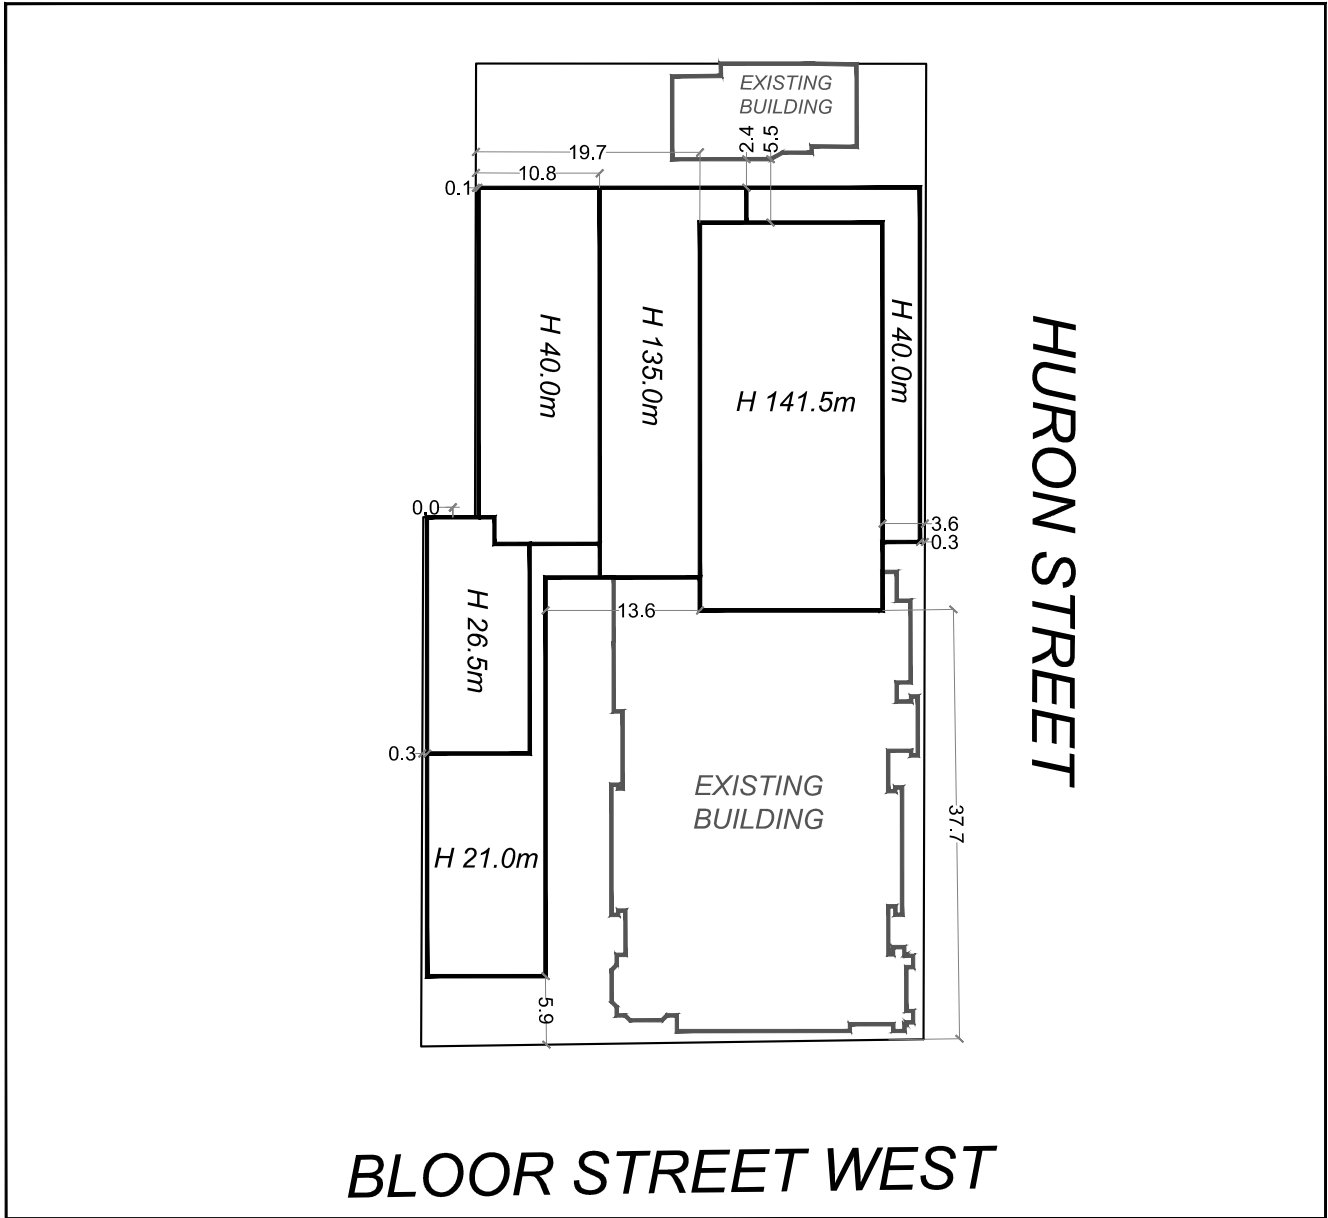 EXISTING
BUILDING
2.4
5.5
19.7
10.8
0.1
H 40.0m
H 135.0m
H 141.5m
H 40.0m
HURON STREET
0.0
3.6
0.3
H 26.5m
13.6
0.3
EXISTING
BUILDING
37.7
H 21.0m
5.9
BLOOR STREET WEST